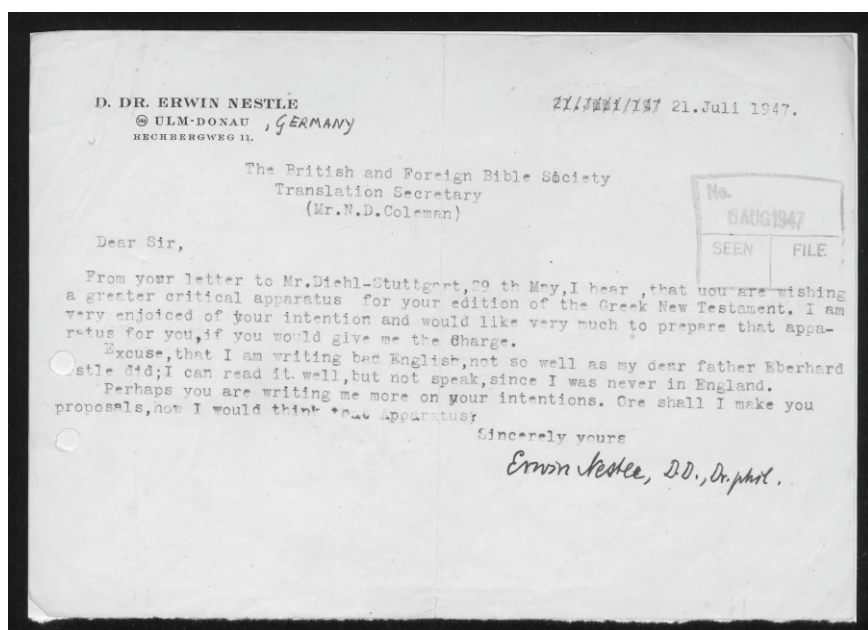 D. DR. ERWIN NESTLE
ULM-DONAU , GERMANY
RECHBERGWEG 11.
21.Juli 1947.
The British and Foreign Bible Society
Translation Secretary
(Mr.N.D.Coleman)
No.
6 AUG 1947
SEEN FILE
Dear Sir,
From your letter to Mr.Diehl-Stuttgart,29 th May,I hear ,that uou are wishing
a greater critical apparatus for your edition of the Greek New Testament. I am
very enjoiced of your intention and would like very much to prepare that appa-
ratus for you,if you would give me the Charge.
Excuse,that I am writing bad English,not so well as my dear father Eberhard
estle did;I can read it well,but not speak,since I was never in England.
Perhaps you are writing me more on your intentions. Ore shall I make you
proposals,how I would think that Apparatus?
Sincerely yours
Erwin Nestle, D.D., Dr.phil.